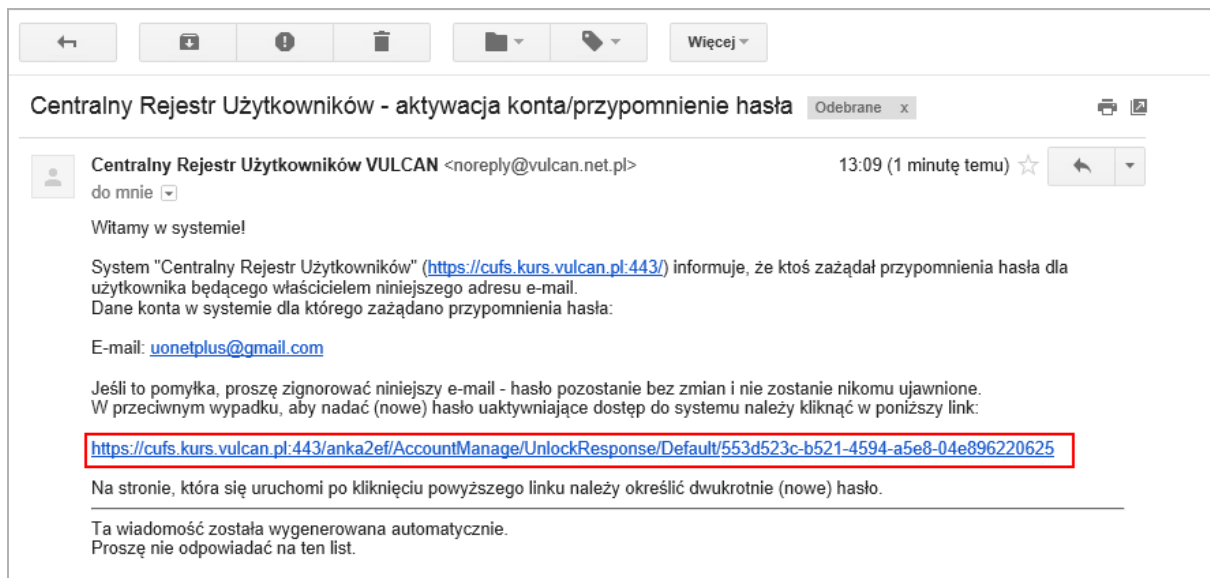 Więcej
Centralny Rejestr Użytkowników - aktywacja konta/przypomnienie hasła Odebrane x
Centralny Rejestr Użytkowników VULCAN <noreply@vulcan.net.pl> 13:09 (1 minutę temu)
do mnie
Witamy w systemie!
System "Centralny Rejestr Użytkowników" (https://cufs.kurs.vulcan.pl:443/) informuje, że ktoś zażądał przypomnienia hasła dla
użytkownika będącego właścicielem niniejszego adresu e-mail.
Dane konta w systemie dla którego zażądano przypomnienia hasła:
E-mail: uonetplus@gmail.com
Jeśli to pomyłka, proszę zignorować niniejszy e-mail - hasło pozostanie bez zmian i nie zostanie nikomu ujawnione.
W przeciwnym wypadku, aby nadać (nowe) hasło uaktywniające dostęp do systemu należy kliknąć w poniższy link:
https://cufs.kurs.vulcan.pl:443/anka2ef/AccountManage/UnlockResponse/Default/553d523c-b521-4594-a5e8-04e896220625
Na stronie, która się uruchomi po kliknięciu powyższego linku należy określić dwukrotnie (nowe) hasło.
Ta wiadomość została wygenerowana automatycznie.
Proszę nie odpowiadać na ten list.